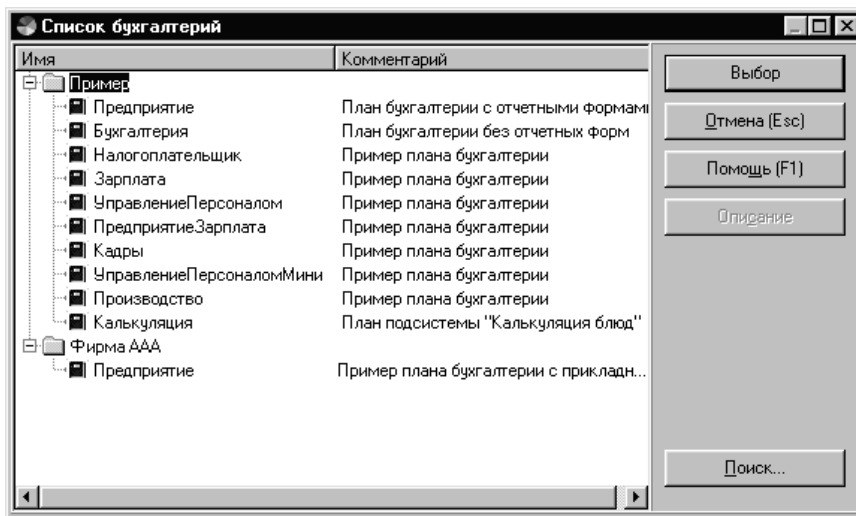 Список бухгалтерий
Имя Комментарий
Пример
Предприятие План бухгалтерии с отчетными формами
Бухгалтерия План бухгалтерии без отчетных форм
Налогоплательщик Пример плана бухгалтерии
Зарплата Пример плана бухгалтерии
УправлениеПерсоналом Пример плана бухгалтерии
ПредприятиеЗарплата Пример плана бухгалтерии
Кадры Пример плана бухгалтерии
УправлениеПерсоналомМини Пример плана бухгалтерии
Производство Пример плана бухгалтерии
Калькуляция План подсистемы "Калькуляция блюд"
Фирма ААА
Предприятие Пример плана бухгалтерии с прикладн...
Выбор
Отмена (Esc)
Помощь (F1)
Описание
Поиск...